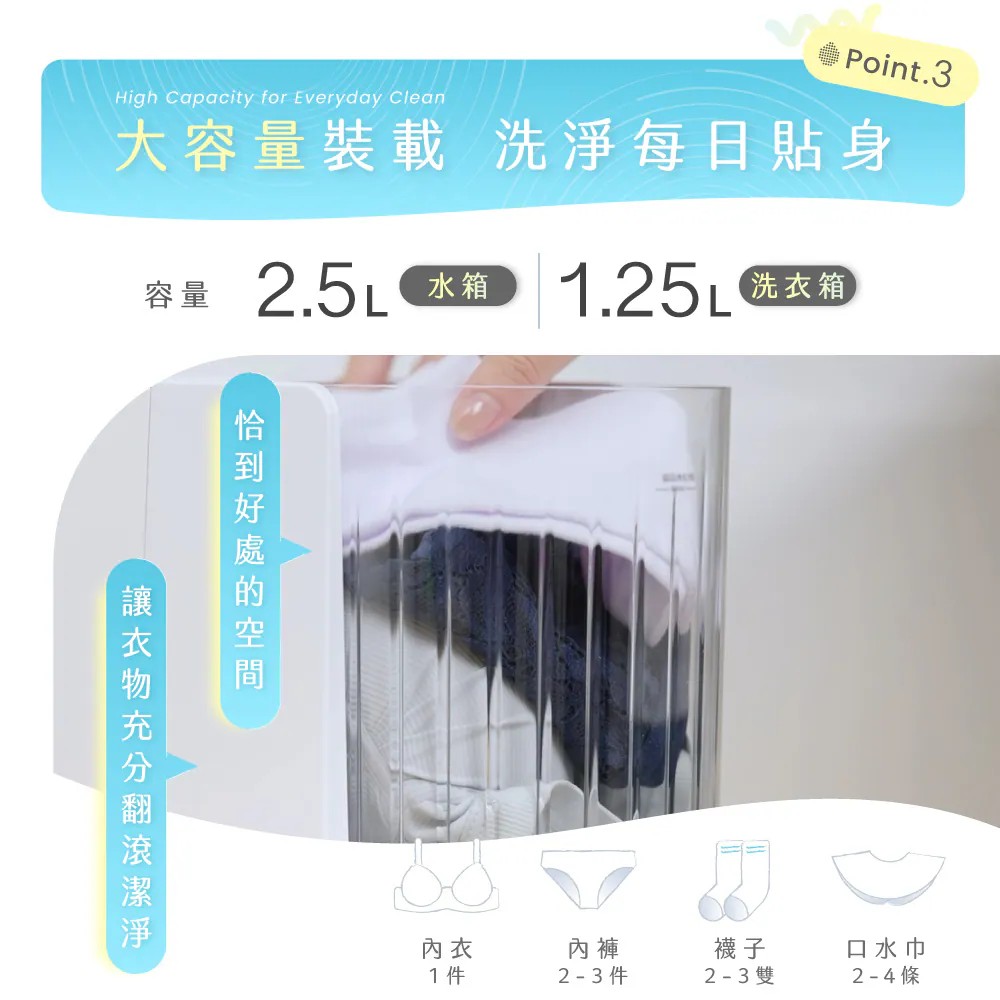 Point.3
High Capacity for Everyday Clean
大容量裝載 洗淨每日貼身
容量 2.5L 水箱 1.25L 洗衣箱
恰到好處的空間
讓衣物充分翻滾潔淨
內衣
1件
內褲
2-3件
襪子
2-3雙
口水巾
2-4條